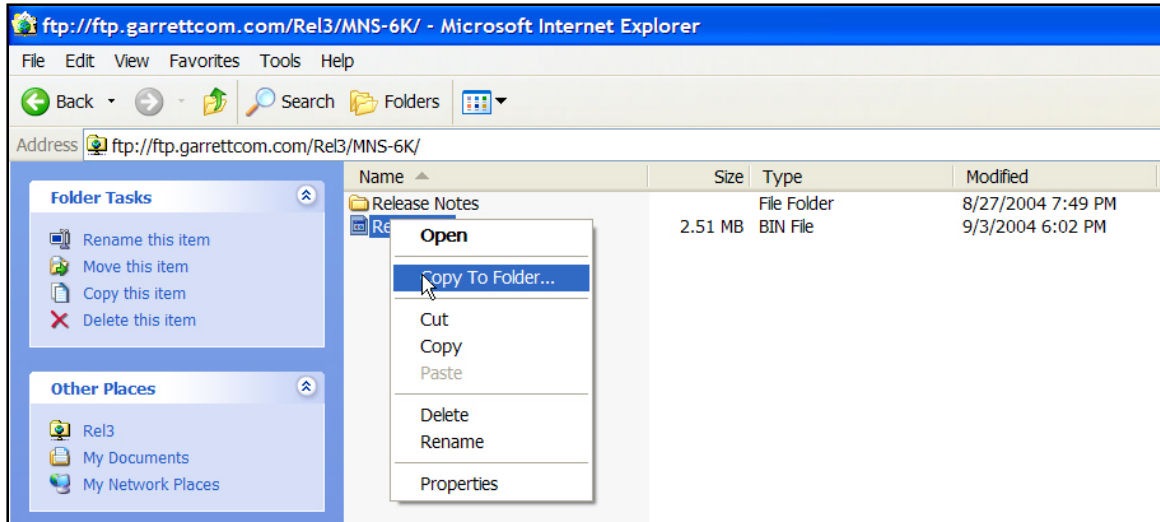 ftp://ftp.garrettcom.com/Rel3/MNS-6K/ - Microsoft Internet Explorer
File Edit View Favorites Tools Help
Back Search Folders
Address ftp://ftp.garrettcom.com/Rel3/MNS-6K/
Folder Tasks
Rename this item
Move this item
Copy this item
Delete this item
Other Places
Rel3
My Documents
My Network Places
Name Size Type Modified
Release Notes File Folder 8/27/2004 7:49 PM
2.51 MB BIN File 9/3/2004 6:02 PM
Open
Copy To Folder...
Cut
Copy
Paste
Delete
Rename
Properties